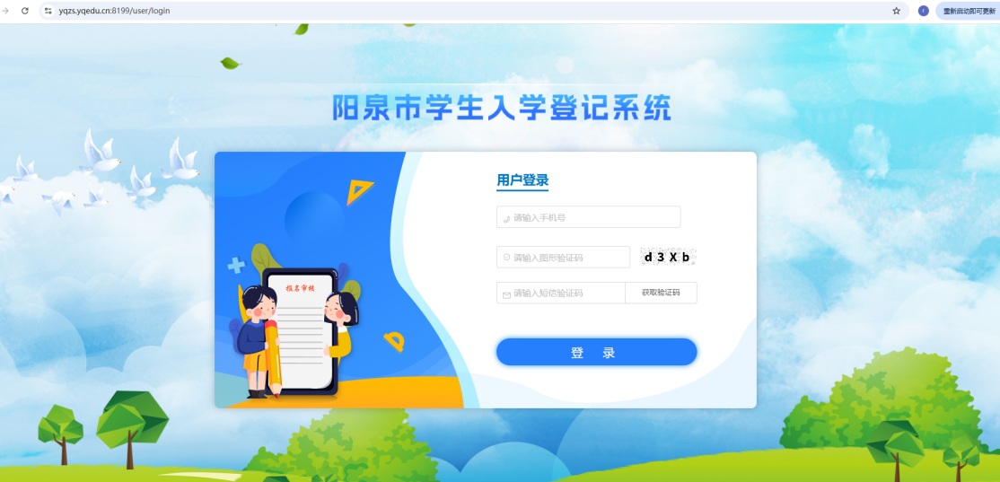 yqzs.yqedu.cn:8199/user/login
r
重新启动即可更新
阳泉市学生入学登记系统
报名审核
用户登录
请输入手机号
请输入图形验证码
d 3 X b
请输入短信验证码
获取验证码
登 录